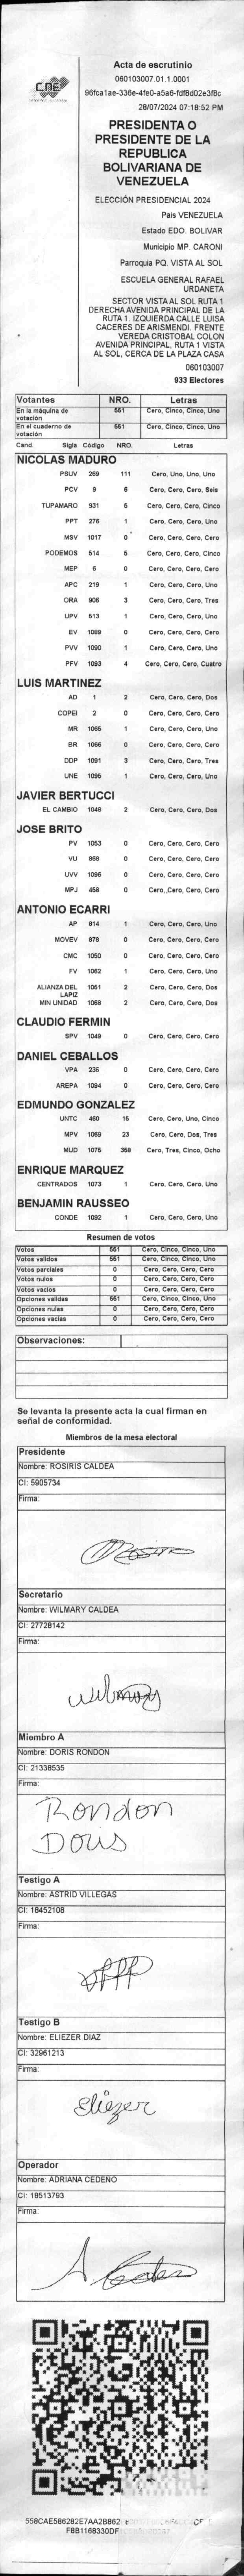 CNE
Acta de escrutinio
060103007.01.1.0001
96fca1ae-336e-4fe0-a5a6-fdf8d02e3f8c
28/07/2024 07:18:52 PM
PRESIDENTA O
PRESIDENTE DE LA
REPUBLICA
BOLIVARIANA DE
VENEZUELA
ELECCIÓN PRESIDENCIAL 2024
Pais VENEZUELA
Estado EDO. BOLIVAR
Municipio MP. CARONI
Parroquia PQ. VISTA AL SOL
ESCUELA GENERAL RAFAEL
URDANETA
SECTOR VISTA AL SOL RUTA 1
DERECHA AVENIDA PRINCIPAL DE LA
RUTA 1. IZQUIERDA CALLE LUISA
CACERES DE ARISMENDI. FRENTE
VEREDA CRISTOBAL COLON
AVENIDA PRINCIPAL, RUTA 1 VISTA
AL SOL, CERCA DE LA PLAZA CASA
060103007
933 Electores
Votantes NRO. Letras
En la máquina de votación 551 Cero, Cinco, Cinco, Uno
En el cuaderno de votación 551 Cero, Cinco, Cinco, Uno
Cand. Sigla Código NRO. Letras
NICOLAS MADURO
PSUV 269 111 Cero, Uno, Uno, Uno
PCV 9 6 Cero, Cero, Cero, Seis
TUPAMARO 931 5 Cero, Cero, Cero, Cinco
PPT 276 1 Cero, Cero, Cero, Uno
MSV 1017 0 Cero, Cero, Cero, Cero
PODEMOS 514 5 Cero, Cero, Cero, Cinco
MEP 6 0 Cero, Cero, Cero, Cero
APC 219 1 Cero, Cero, Cero, Uno
ORA 906 3 Cero, Cero, Cero, Tres
UPV 513 1 Cero, Cero, Cero, Uno
EV 1089 0 Cero, Cero, Cero, Cero
PVV 1090 1 Cero, Cero, Cero, Uno
PFV 1093 4 Cero, Cero, Cero, Cuatro
LUIS MARTINEZ
AD 1 2 Cero, Cero, Cero, Dos
COPEI 2 0 Cero, Cero, Cero, Cero
MR 1065 1 Cero, Cero, Cero, Uno
BR 1066 0 Cero, Cero, Cero, Cero
DDP 1091 3 Cero, Cero, Cero, Tres
UNE 1095 1 Cero, Cero, Cero, Uno
JAVIER BERTUCCI
EL CAMBIO 1048 2 Cero, Cero, Cero, Dos
JOSE BRITO
PV 1053 0 Cero, Cero, Cero, Cero
VU 868 0 Cero, Cero, Cero, Cero
UVV 1096 0 Cero, Cero, Cero, Cero
MPJ 458 0 Cero, Cero, Cero, Cero
ANTONIO ECARRI
AP 814 1 Cero, Cero, Cero, Uno
MOVEV 878 0 Cero, Cero, Cero, Cero
CMC 1050 0 Cero, Cero, Cero, Cero
FV 1062 1 Cero, Cero, Cero, Uno
ALIANZA DEL LAPIZ 1051 2 Cero, Cero, Cero, Dos
MIN UNIDAD 1068 2 Cero, Cero, Cero, Dos
CLAUDIO FERMIN
SPV 1049 0 Cero, Cero, Cero, Cero
DANIEL CEBALLOS
VPA 236 0 Cero, Cero, Cero, Cero
AREPA 1094 0 Cero, Cero, Cero, Cero
EDMUNDO GONZALEZ
UNTC 460 15 Cero, Cero, Uno, Cinco
MPV 1069 23 Cero, Cero, Dos, Tres
MUD 1075 358 Cero, Tres, Cinco, Ocho
ENRIQUE MARQUEZ
CENTRADOS 1073 1 Cero, Cero, Cero, Uno
BENJAMIN RAUSSEO
CONDE 1092 1 Cero, Cero, Cero, Uno
Resumen de votos
Votos 551 Cero, Cinco, Cinco, Uno
Votos validos 551 Cero, Cinco, Cinco, Uno
Votos parciales 0 Cero, Cero, Cero, Cero
Votos nulos 0 Cero, Cero, Cero, Cero
Votos vacios 0 Cero, Cero, Cero, Cero
Opciones validas 551 Cero, Cinco, Cinco, Uno
Opciones nulas 0 Cero, Cero, Cero, Cero
Opciones vacias 0 Cero, Cero, Cero, Cero
Observaciones:
Se levanta la presente acta la cual firman en
señal de conformidad.
Miembros de la mesa electoral
Presidente
Nombre: ROSIRIS CALDEA
CI: 5905734
Firma:
Secretario
Nombre: WILMARY CALDEA
CI: 27728142
Firma:
Wilmary
Miembro A
Nombre: DORIS RONDON
CI: 21338535
Firma:
Rondon
Doris
Testigo A
Nombre: ASTRID VILLEGAS
CI: 18452108
Firma:
Testigo B
Nombre: ELIEZER DIAZ
CI: 32961213
Firma:
Eliezer
Operador
Nombre: ADRIANA CEDENO
CI: 18513793
Firma:
558CAE586282E7AA2B862
F8B1168330DF